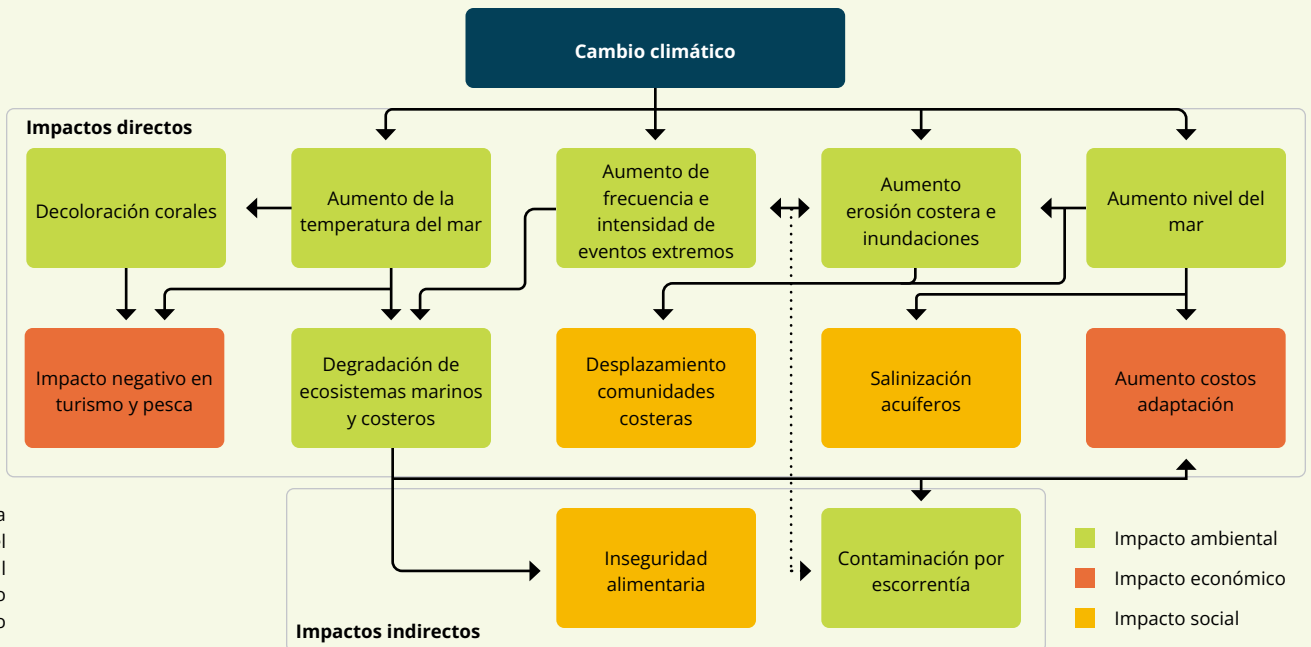 Cambio climático
Impactos directos
Decoloración corales
Aumento de la
temperatura del mar
Aumento de
frecuencia e
intensidad de
eventos extremos
Aumento
erosión costera e
inundaciones
Aumento nivel del
mar
Impacto negativo en
turismo y pesca
Degradación de
ecosistemas marinos
y costeros
Desplazamiento
comunidades
costeras
Salinización
acuíferos
Aumento costos
adaptación
Inseguridad
alimentaria
Contaminación por
escorrentía
Impactos indirectos
Impacto ambiental
Impacto económico
Impacto social